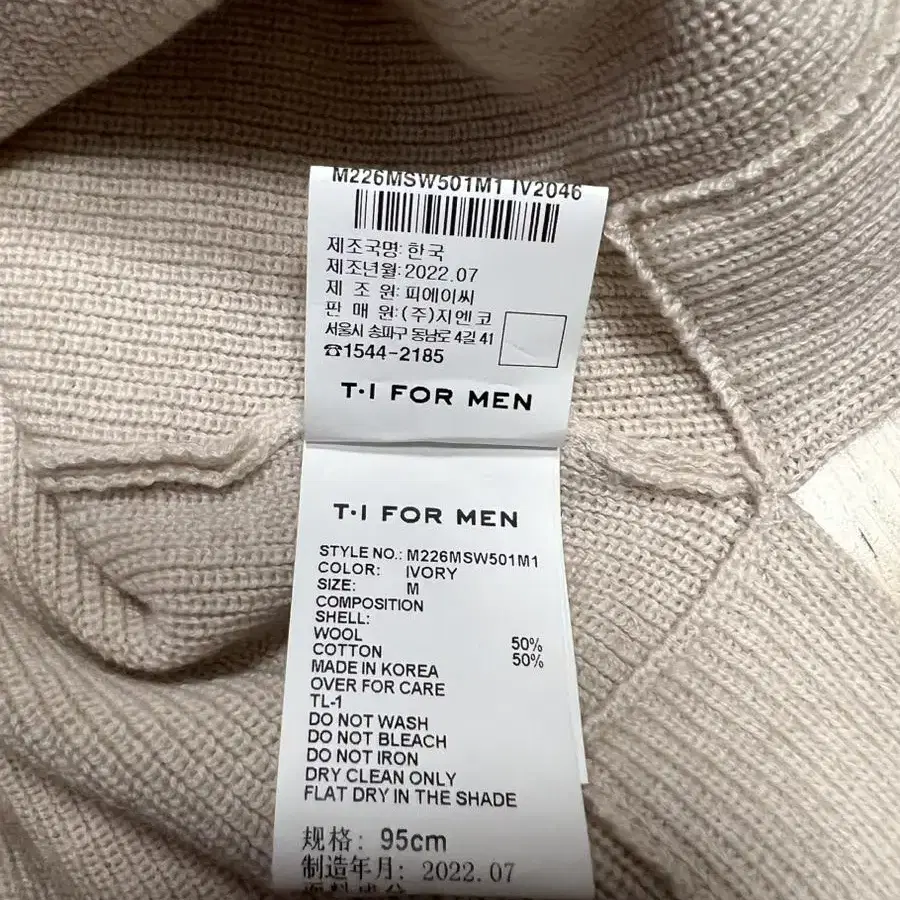 M226MSW501M1 IV2046
제조국명: 한국
제조년월:2022.07
제 조 원: 피에이씨
판 매 원: (주)지엔코
서울시 송파구 동남로 4길 41
☎1544-2185
T·I FOR MEN
T·I FOR MEN
STYLE NO.: M226MSW501M1
COLOR: IVORY
SIZE: M
COMPOSITION
SHELL:
WOOL 50%
COTTON 50%
MADE IN KOREA
OVER FOR CARE
TL-1
DO NOT WASH
DO NOT BLEACH
DO NOT IRON
DRY CLEAN ONLY
FLAT DRY IN THE SHADE
规格: 95cm
制造年月: 2022.07